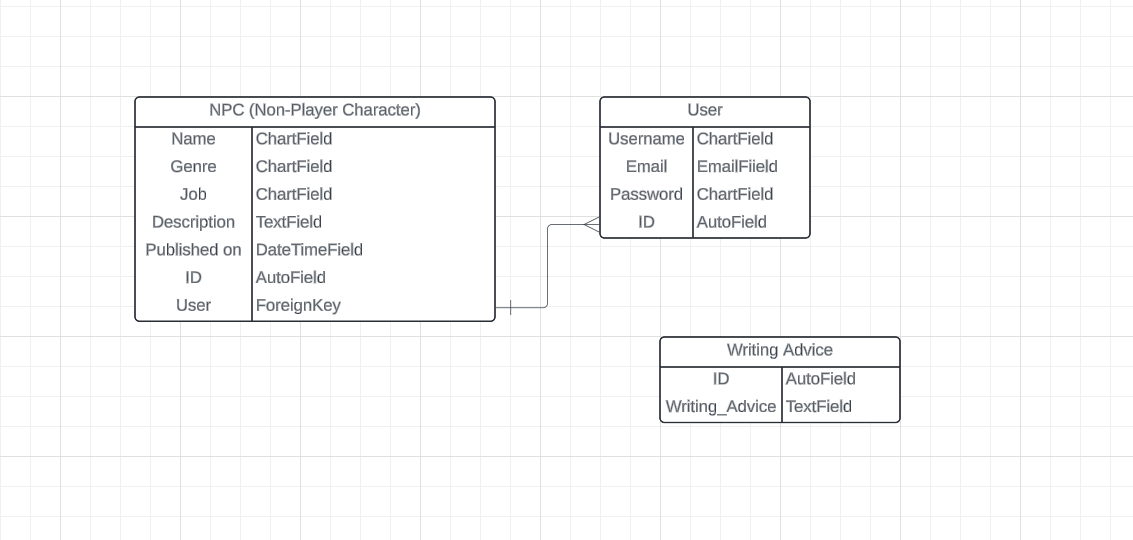 NPC (Non-Player Character)
Name ChartField
Genre ChartField
Job ChartField
Description TextField
Published on DateTimeField
ID AutoField
User ForeignKey
User
Username ChartField
Email EmailFiield
Password ChartField
ID AutoField
Writing Advice
ID AutoField
Writing_Advice TextField